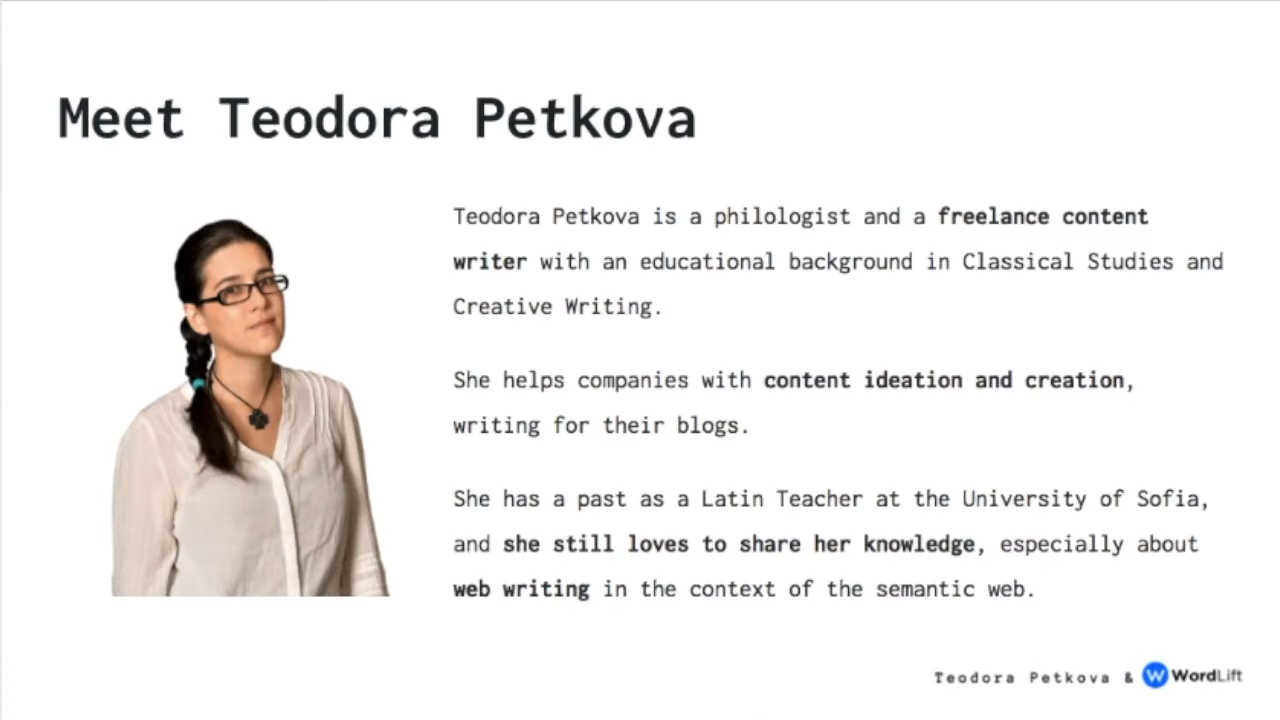 Meet Teodora Petkova
Teodora Petkova is a philologist and a freelance content
writer with an educational background in Classical Studies and
Creative Writing.
She helps companies with content ideation and creation,
writing for their blogs.
She has a past as a Latin Teacher at the University of Sofia,
and she still loves to share her knowledge, especially about
web writing in the context of the semantic web.
Teodora Petkova & W WordLift